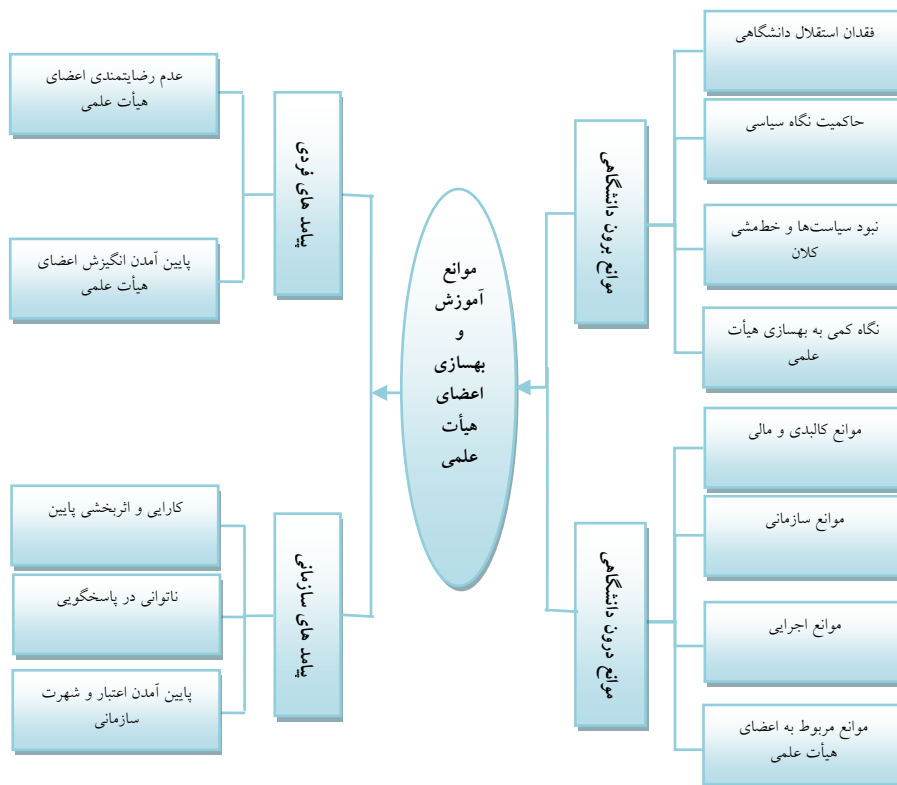 فقدان استقلال دانشگاهی
حاکمیت نگاه سیاسی
نبود سیاست‌ها و خط‌مشی
کلان
نگاه کمی به بهسازی هیأت
علمی
موانع برون دانشگاهی
موانع کالبدی و مالی
موانع سازمانی
موانع اجرایی
موانع مربوط به اعضای
هیأت علمی
موانع درون دانشگاهی
موانع
آموزش
و
بهسازی
اعضای
هیأت
علمی
پیامد های فردی
عدم رضایتمندی اعضای
هیأت علمی
پایین آمدن انگیزش اعضای
هیأت علمی
پیامد های سازمانی
کارایی و اثربخشی پایین
ناتوانی در پاسخگویی
پایین آمدن اعتبار و شهرت
سازمانی